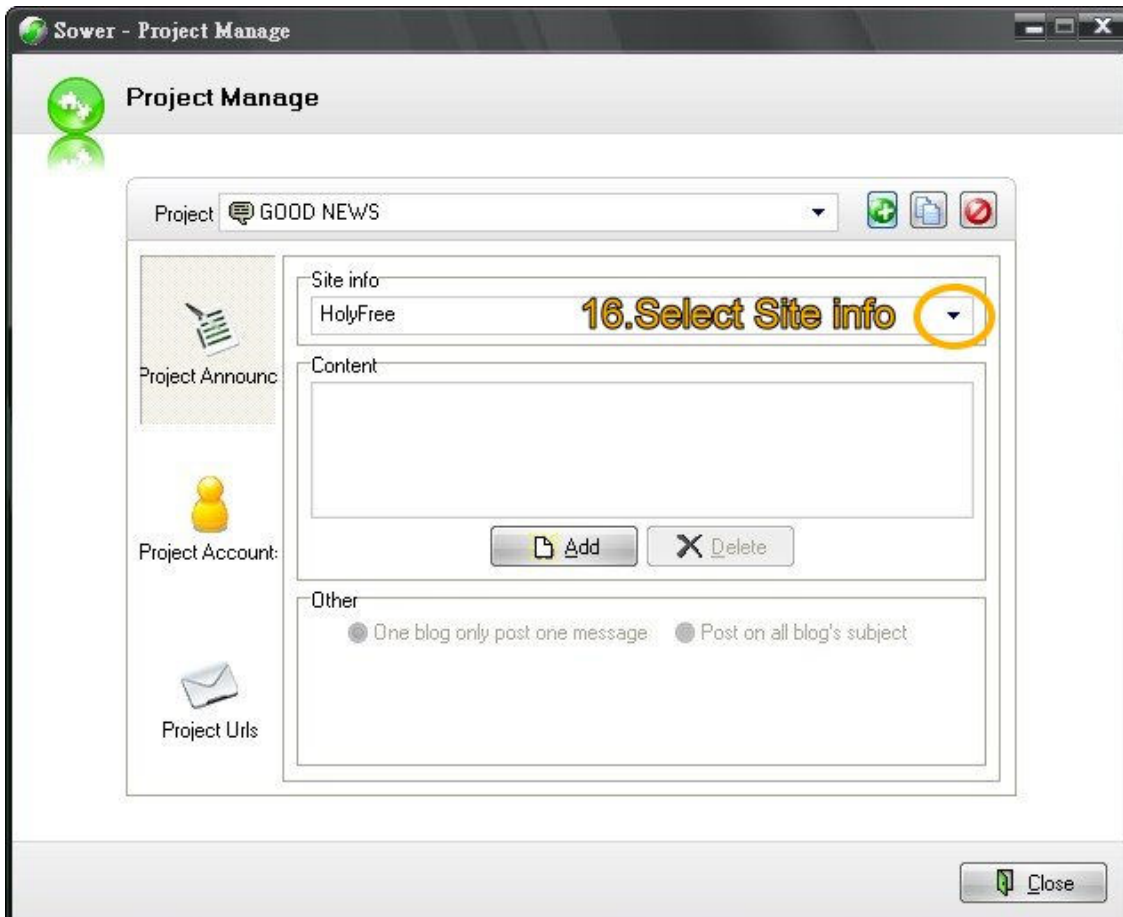 Sower - Project Manage
Project Manage
Project GOOD NEWS
Site info
HolyFree
16.Select Site info
Project Announc
Content
Add Delete
Project Account:
Other
One blog only post one message Post on all blog's subject
Project Urls
Close